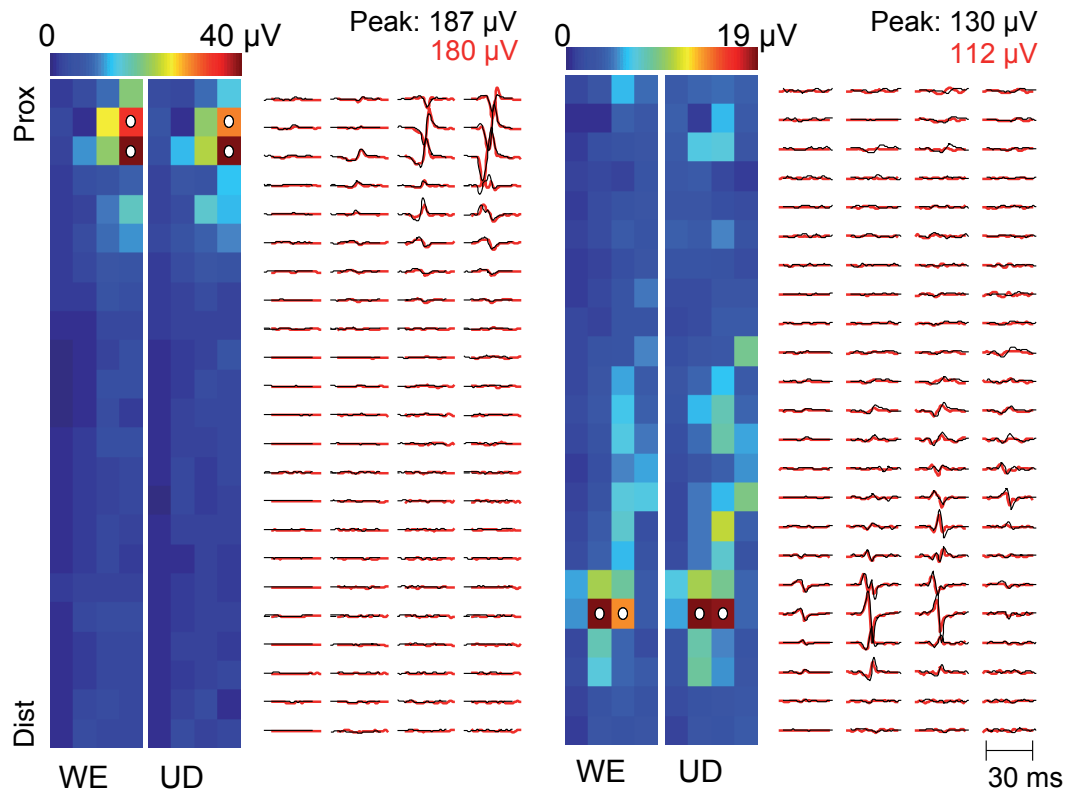 0 40 µV
Peak: 187 µV
180 µV
0 19 µV
Peak: 130 µV
112 µV
Prox
Dist
WE UD
WE UD
30 ms